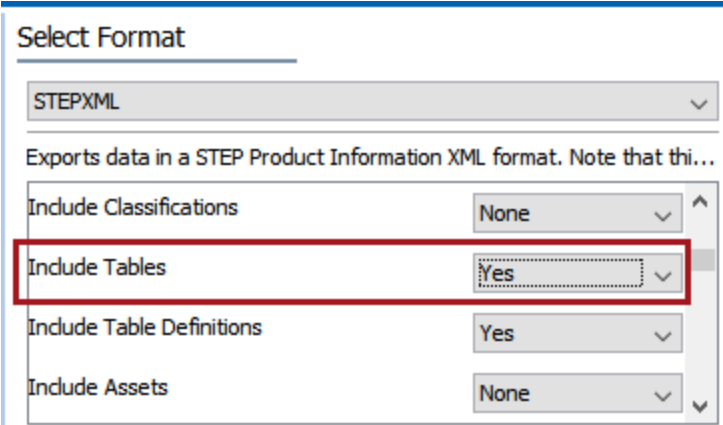 Select Format
STEPXML
Exports data in a STEP Product Information XML format. Note that thi...
Include Classifications None
Include Tables Yes
Include Table Definitions Yes
Include Assets None